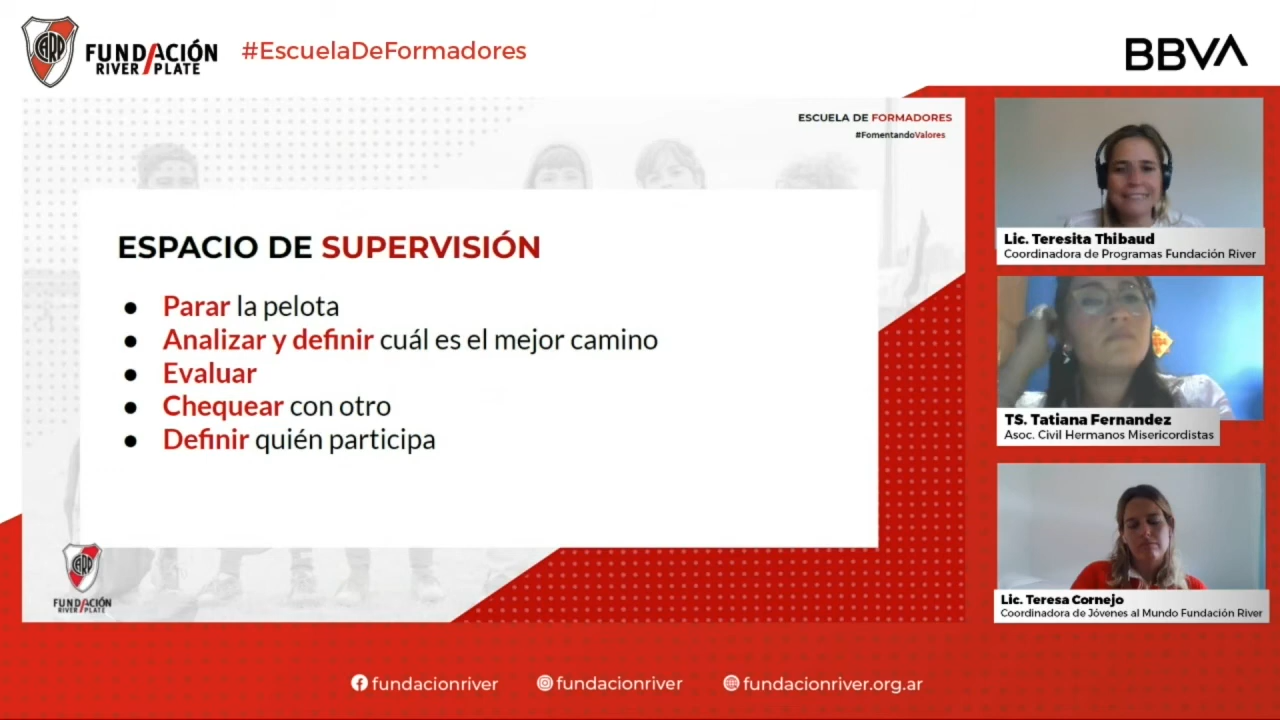 CARP
FUNDACIÓN
RIVER PLATE
#EscuelaDeFormadores
BBVA
ESCUELA DE FORMADORES
#FomentandoValores
ESPACIO DE SUPERVISIÓN
● Parar la pelota
● Analizar y definir cuál es el mejor camino
● Evaluar
● Chequear con otro
● Definir quién participa
CARP
FUNDACIÓN
RIVER PLATE
Lic. Teresita Thibaud
Coordinadora de Programas Fundación River
TS. Tatiana Fernandez
Asoc. Civil Hermanos Misericordistas
Lic. Teresa Cornejo
Coordinadora de Jóvenes al Mundo Fundación River
fundacionriver
fundacionriver
fundacionriver.org.ar